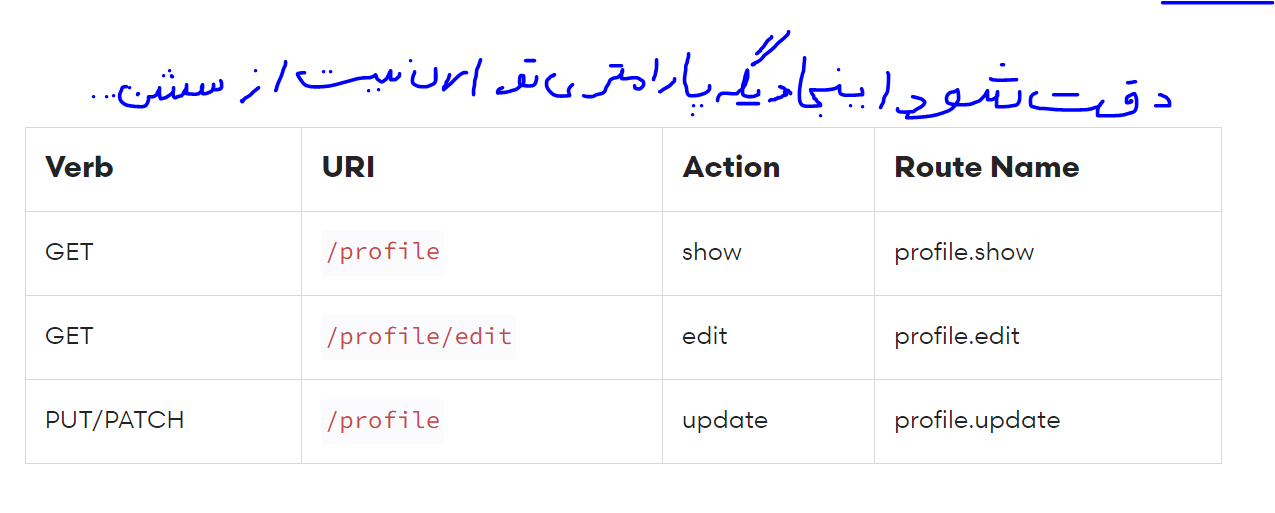 دقت شود اینجا دیگه پارامتری تو URL نیست از سشن...
Verb URI Action Route Name
GET /profile show profile.show
GET /profile/edit edit profile.edit
PUT/PATCH /profile update profile.update